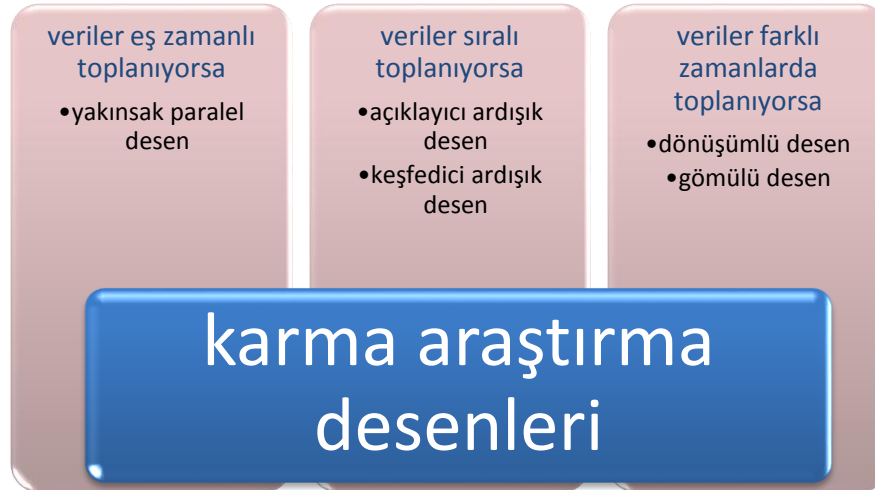 veriler eş zamanlı
toplanıyorsa
•yakınsak paralel
desen
veriler sıralı
toplanıyorsa
•açıklayıcı ardışık
desen
•keşfedici ardışık
desen
veriler farklı
zamanlarda
toplanıyorsa
•dönüşümlü desen
•gömülü desen
karma araştırma
desenleri